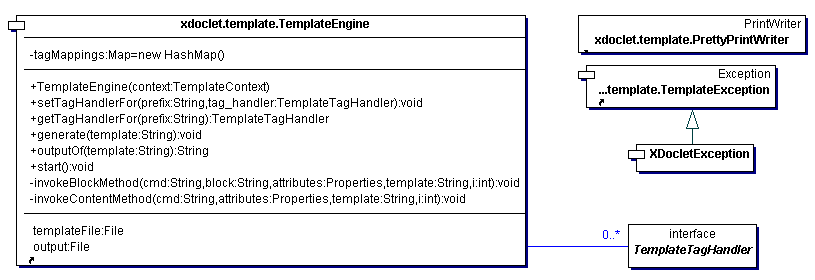 xdoclet.template.TemplateEngine
-tagMappings:Map=new HashMap()
+TemplateEngine(context:TemplateContext)
+setTagHandlerFor(prefix:String,tag_handler:TemplateTagHandler):void
+getTagHandlerFor(prefix:String):TemplateTagHandler
+generate(template:String):void
+outputOf(template:String):String
+start():void
-invokeBlockMethod(cmd:String,block:String,attributes:Properties,template:String,i:int):void
-invokeContentMethod(cmd:String,attributes:Properties,template:String,i:int):void
templateFile:File
output:File
PrintWriter
xdoclet.template.PrettyPrintWriter
Exception
...template.TemplateException
XDocletException
0..*
interface
TemplateTagHandler